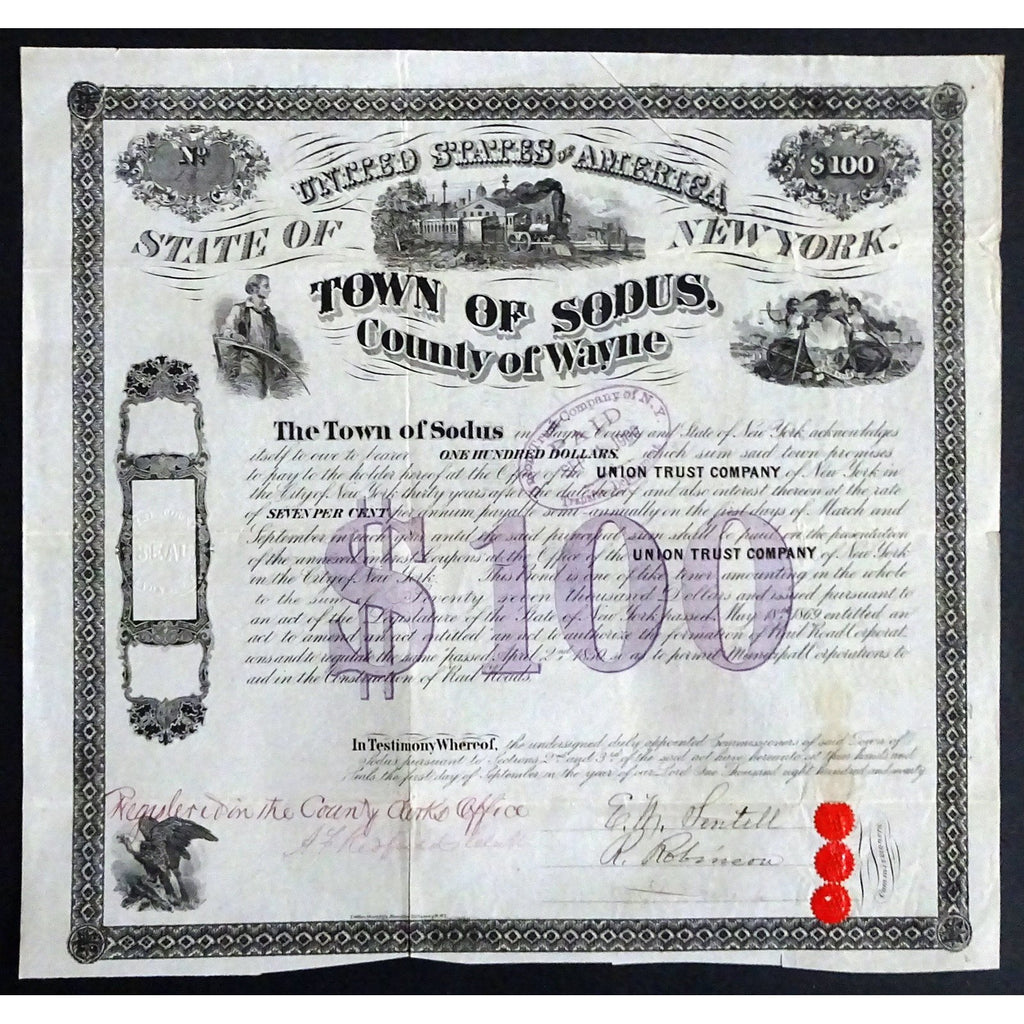 No.
$100
UNITED STATES OF AMERICA
STATE OF NEW YORK.
TOWN OF SODUS.
County of Wayne
The Town of Sodus in Wayne County and State of New York acknowledges
itself to owe to bearer ONE HUNDRED DOLLARS, which sum said town promises
to pay to the holder hereof at the Office of the UNION TRUST COMPANY of New York in
the City of New York thirty years after the date hereof and also interest thereon at the rate
of SEVEN PER CENT per annum payable semi-annually on the first days of March and
September in each year until the said principal sum shall be paid on the presentation
of the annexed interest coupons at the Office of the UNION TRUST COMPANY of New York
in the City of New York. This bond is one of like tenor amounting in the whole
to the sum of Twenty seven thousand Dollars and issued pursuant to
an act of the Legislature of the State of New York passed May 18th 1869 entitled an
act to amend an act entitled an act to authorize the formation of Rail Road Corporat
ions and to regulate the same passed April 2nd 1850 so as to permit Municipal Corporations to
aid in the Construction of Rail Roads.
$100
Company of N.Y.
PAID
SEAL
In Testimony Whereof, the undersigned duly appointed Commissioners of said Town of
Sodus pursuant to Sections 2nd and 3rd of the said act have hereunto set their hands and
Seals the first day of September in the year of our Lord One Thousand eight hundred and seventy
Registered in the County Clerks Office
Clerk
E. W. Sentell
R. Robinson
Commissioners